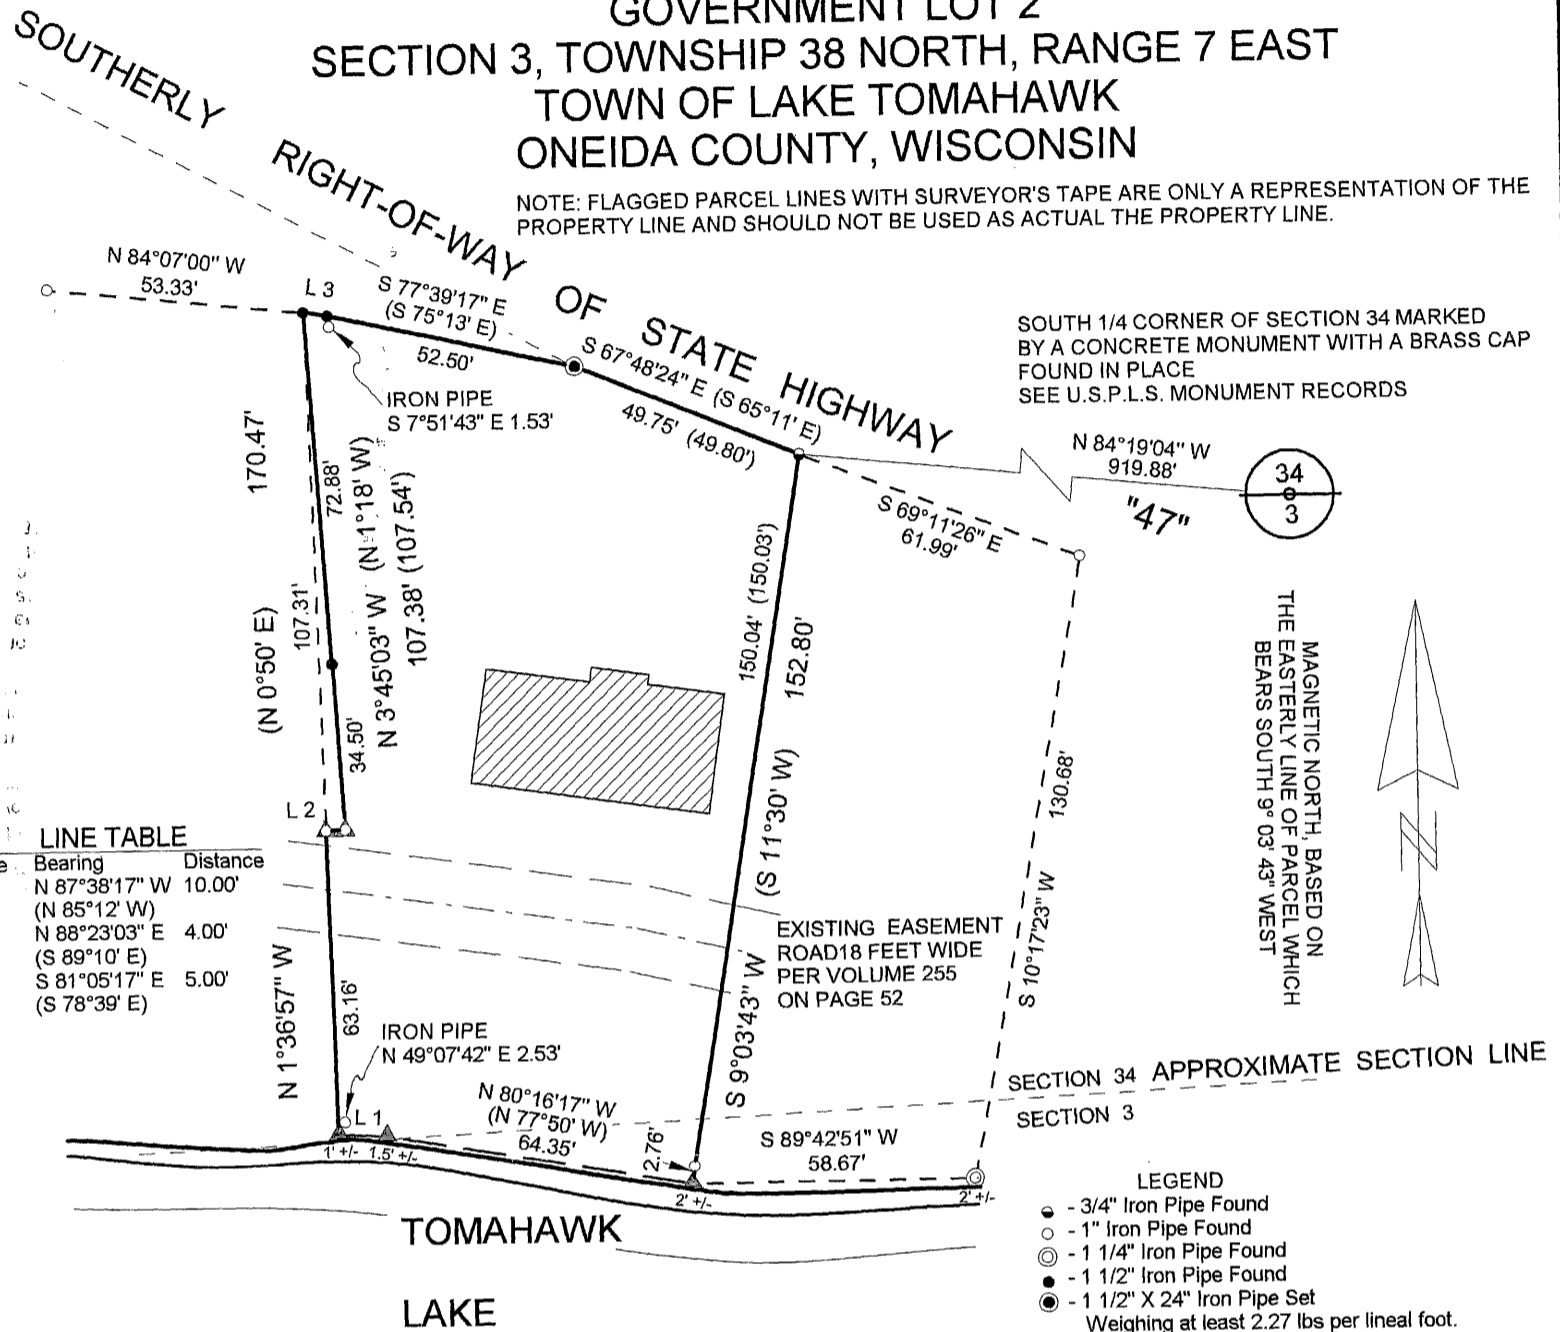 GOVERNMENT LOT 2
SECTION 3, TOWNSHIP 38 NORTH, RANGE 7 EAST
TOWN OF LAKE TOMAHAWK
ONEIDA COUNTY, WISCONSIN
NOTE: FLAGGED PARCEL LINES WITH SURVEYOR'S TAPE ARE ONLY A REPRESENTATION OF THE
PROPERTY LINE AND SHOULD NOT BE USED AS ACTUAL THE PROPERTY LINE.
SOUTHERLY RIGHT-OF-WAY OF STATE HIGHWAY
"47"
N 84°07'00" W
53.33'
L 3
S 77°39'17" E
(S 75°13' E)
52.50'
S 67°48'24" E (S 65°11' E)
49.75' (49.80')
IRON PIPE
S 7°51'43" E 1.53'
SOUTH 1/4 CORNER OF SECTION 34 MARKED
BY A CONCRETE MONUMENT WITH A BRASS CAP
FOUND IN PLACE
SEE U.S.P.L.S. MONUMENT RECORDS
N 84°19'04" W
919.88'
34
3
S 69°11'26" E
61.99'
170.47'
(N 0°50' E)
107.31'
72.88'
34.50'
N 3°45'03" W (N 1°18' W)
107.38' (107.54')
150.04' (150.03')
152.80'
(S 11°30' W)
S 9°03'43" W
130.68'
S 10°17'23" W
MAGNETIC NORTH, BASED ON
THE EASTERLY LINE OF PARCEL WHICH
BEARS SOUTH 9° 03' 43" WEST
N
L 2
LINE TABLE
Bearing Distance
N 87°38'17" W 10.00'
(N 85°12' W)
N 88°23'03" E 4.00'
(S 89°10' E)
S 81°05'17" E 5.00'
(S 78°39' E)
EXISTING EASEMENT
ROAD18 FEET WIDE
PER VOLUME 255
ON PAGE 52
N 1°36'57" W
63.16'
IRON PIPE
N 49°07'42" E 2.53'
L 1
N 80°16'17" W
(N 77°50' W)
64.35'
2.76'
SECTION 34 APPROXIMATE SECTION LINE
SECTION 3
S 89°42'51" W
58.67'
1' +/- 1.5' +/-
2' +/-
2' +/-
TOMAHAWK
LAKE
LEGEND
- 3/4" Iron Pipe Found
- 1" Iron Pipe Found
- 1 1/4" Iron Pipe Found
- 1 1/2" Iron Pipe Found
- 1 1/2" X 24" Iron Pipe Set
Weighing at least 2.27 lbs per lineal foot.